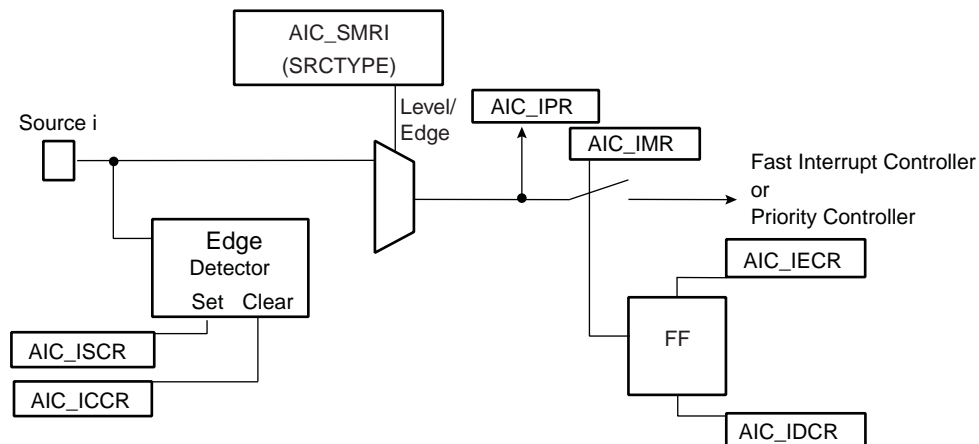 AIC_SMRI
(SRCTYPE)
Level/
Edge
AIC_IPR
Source i
AIC_IMR
Fast Interrupt Controller
or
Priority Controller
Edge
Detector
Set Clear
AIC_IECR
FF
AIC_ISCR
AIC_ICCR
AIC_IDCR